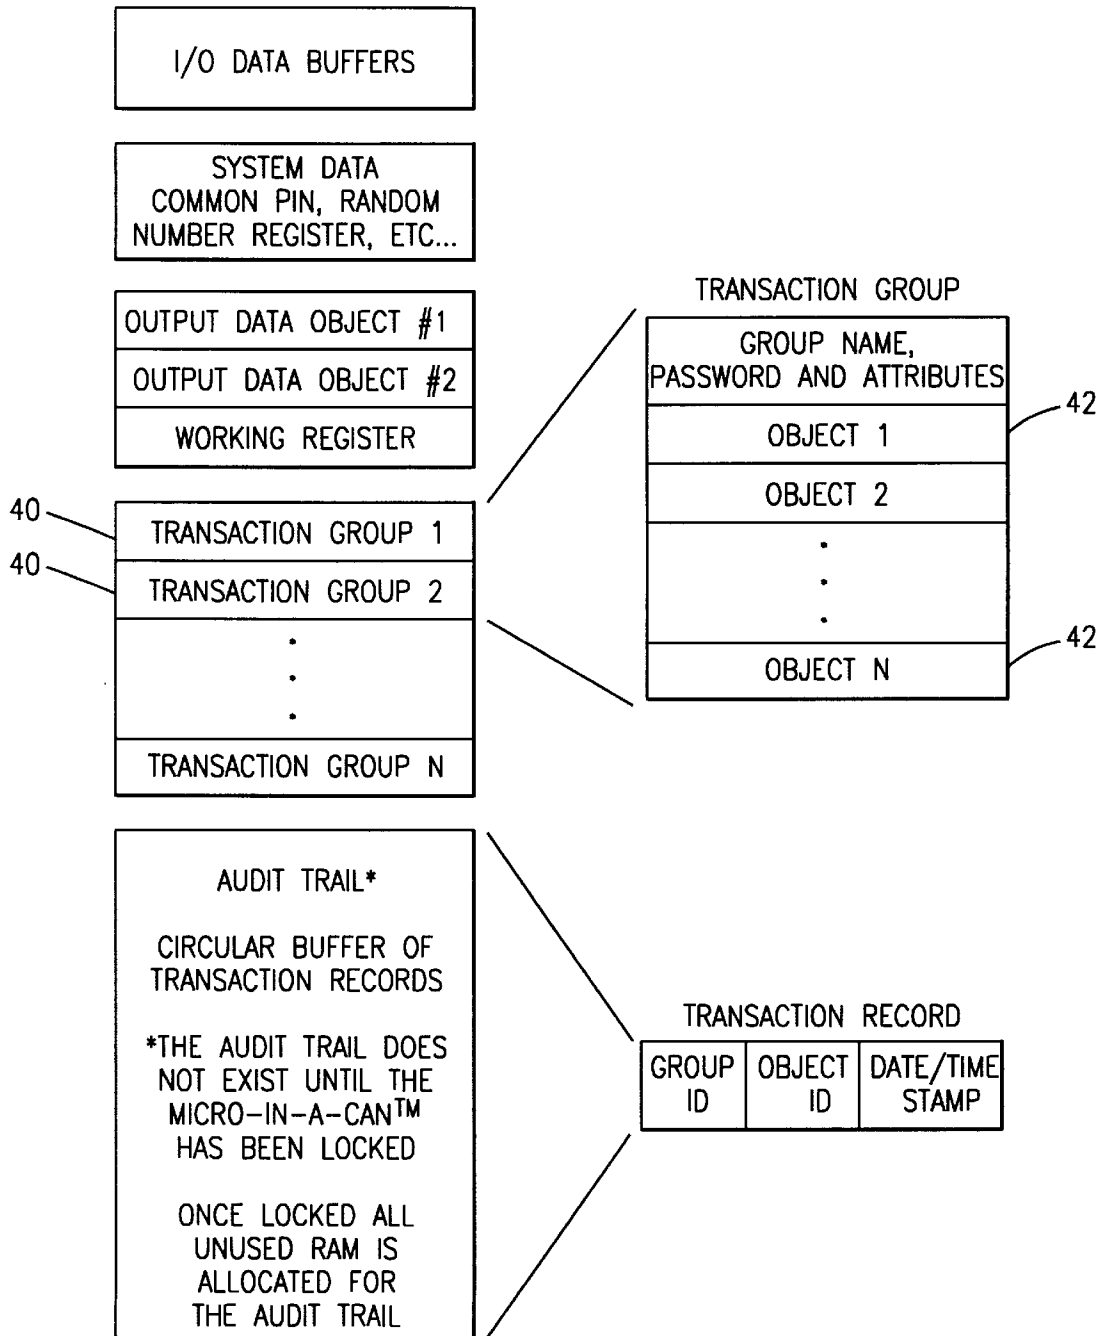 I/O DATA BUFFERS
SYSTEM DATA
COMMON PIN, RANDOM
NUMBER REGISTER, ETC...
OUTPUT DATA OBJECT #1
OUTPUT DATA OBJECT #2
WORKING REGISTER
40
TRANSACTION GROUP 1
40
TRANSACTION GROUP 2
TRANSACTION GROUP N
TRANSACTION GROUP
GROUP NAME,
PASSWORD AND ATTRIBUTES
42
OBJECT 1
OBJECT 2
42
OBJECT N
AUDIT TRAIL*
CIRCULAR BUFFER OF
TRANSACTION RECORDS
*THE AUDIT TRAIL DOES
NOT EXIST UNTIL THE
MICRO-IN-A-CAN™
HAS BEEN LOCKED
ONCE LOCKED ALL
UNUSED RAM IS
ALLOCATED FOR
THE AUDIT TRAIL
TRANSACTION RECORD
GROUP
ID
OBJECT
ID
DATE/TIME
STAMP